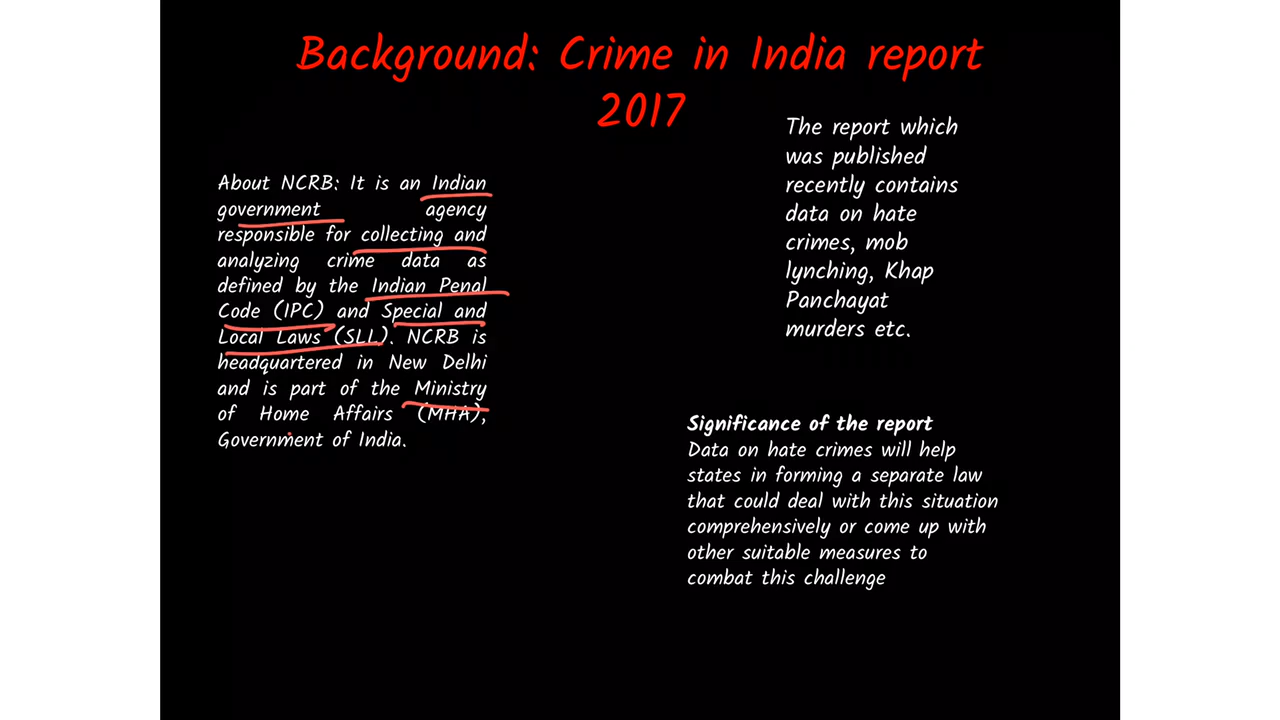 Background: Crime in India report
2017
About NCRB: It is an Indian
government agency
responsible for collecting and
analyzing crime data as
defined by the Indian Penal
Code (IPC) and Special and
Local Laws (SLL). NCRB is
headquartered in New Delhi
and is part of the Ministry
of Home Affairs (MHA),
Government of India.
The report which
was published
recently contains
data on hate
crimes, mob
lynching, Khap
Panchayat
murders etc.
Significance of the report
Data on hate crimes will help
states in forming a separate law
that could deal with this situation
comprehensively or come up with
other suitable measures to
combat this challenge